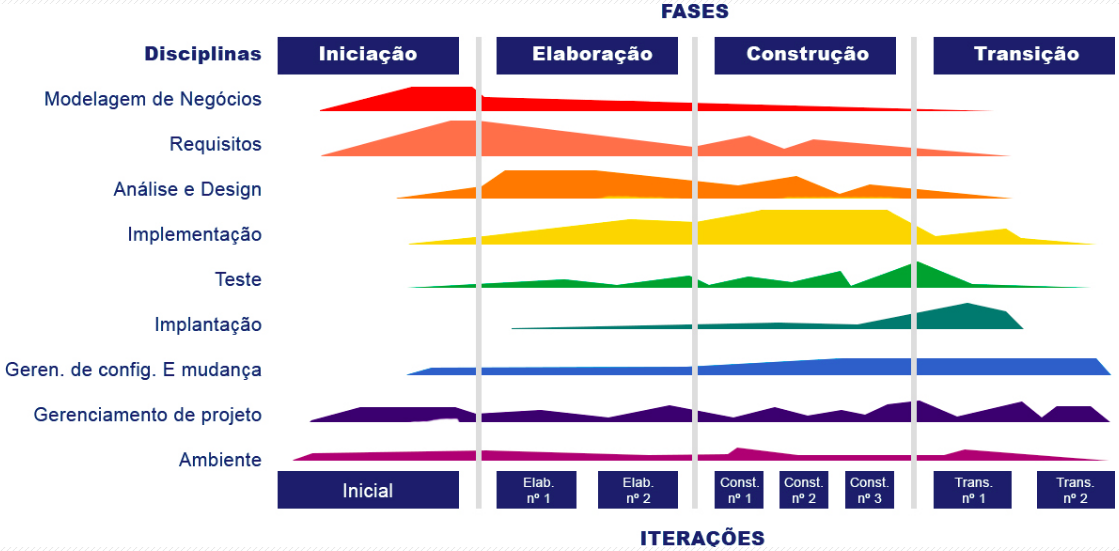 FASES
Disciplinas
Iniciação
Elaboração
Construção
Transição
Modelagem de Negócios
Requisitos
Análise e Design
Implementação
Teste
Implantação
Geren. de config. E mudança
Gerenciamento de projeto
Ambiente
Inicial
Elab.
nº 1
Elab.
nº 2
Const.
nº 1
Const.
nº 2
Const.
nº 3
Trans.
nº 1
Trans.
nº 2
ITERAÇÕES